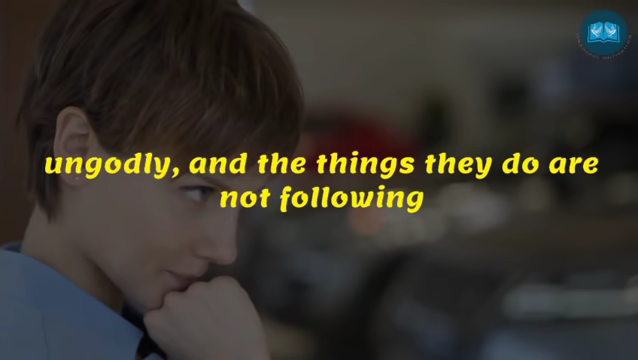 ungodly, and the things they do are
not following